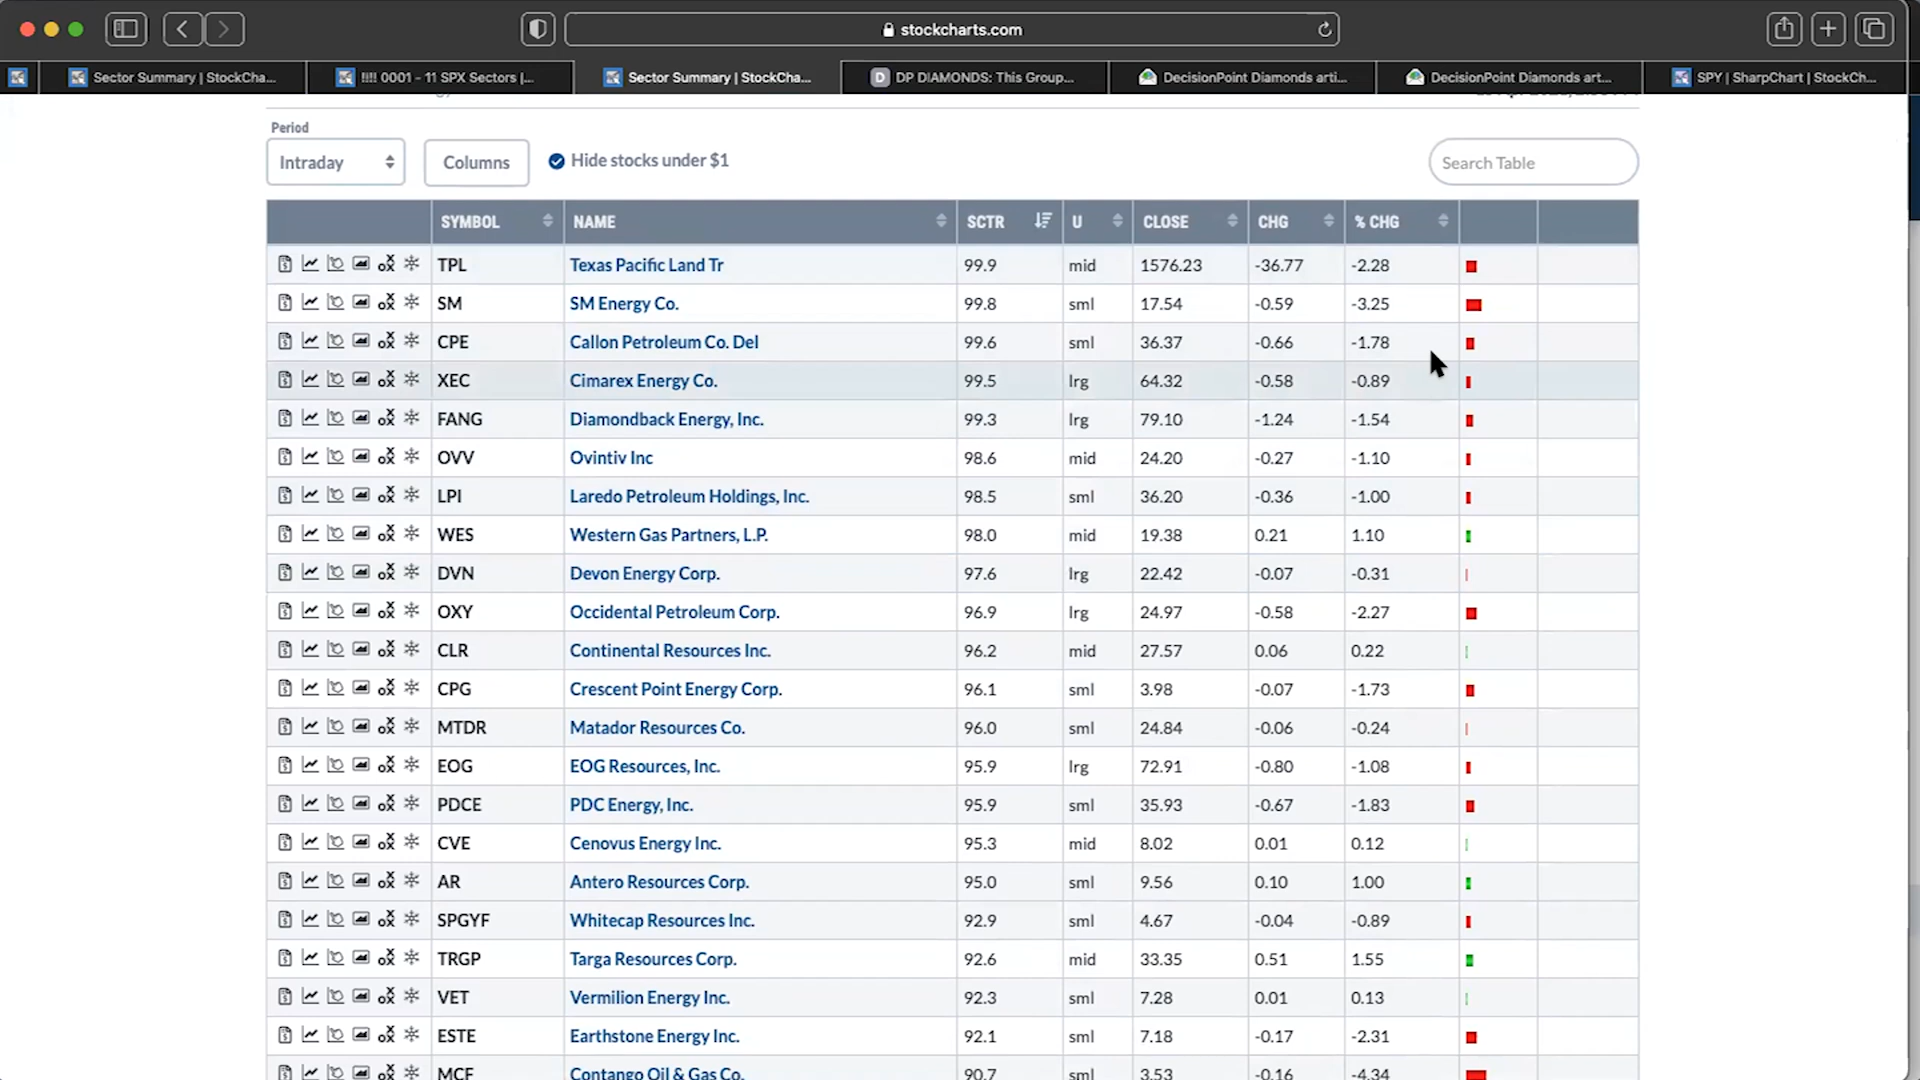 stockcharts.com
Sector Summary | StockCha...
!!!! 0001 - 11 SPX Sectors |...
Sector Summary | StockCha...
DP DIAMONDS: This Group...
DecisionPoint Diamonds arti...
DecisionPoint Diamonds art...
SPY | SharpChart | StockCh...
Period
Intraday
Columns
Hide stocks under $1
Search Table
SYMBOL NAME SCTR U CLOSE CHG % CHG
TPL Texas Pacific Land Tr 99.9 mid 1576.23 -36.77 -2.28
SM SM Energy Co. 99.8 sml 17.54 -0.59 -3.25
CPE Callon Petroleum Co. Del 99.6 sml 36.37 -0.66 -1.78
XEC Cimarex Energy Co. 99.5 lrg 64.32 -0.58 -0.89
FANG Diamondback Energy, Inc. 99.3 lrg 79.10 -1.24 -1.54
OVV Ovintiv Inc 98.6 mid 24.20 -0.27 -1.10
LPI Laredo Petroleum Holdings, Inc. 98.5 sml 36.20 -0.36 -1.00
WES Western Gas Partners, L.P. 98.0 mid 19.38 0.21 1.10
DVN Devon Energy Corp. 97.6 lrg 22.42 -0.07 -0.31
OXY Occidental Petroleum Corp. 96.9 lrg 24.97 -0.58 -2.27
CLR Continental Resources Inc. 96.2 mid 27.57 0.06 0.22
CPG Crescent Point Energy Corp. 96.1 sml 3.98 -0.07 -1.73
MTDR Matador Resources Co. 96.0 sml 24.84 -0.06 -0.24
EOG EOG Resources, Inc. 95.9 lrg 72.91 -0.80 -1.08
PDCE PDC Energy, Inc. 95.9 sml 35.93 -0.67 -1.83
CVE Cenovus Energy Inc. 95.3 mid 8.02 0.01 0.12
AR Antero Resources Corp. 95.0 sml 9.56 0.10 1.00
SPGYF Whitecap Resources Inc. 92.9 sml 4.67 -0.04 -0.89
TRGP Targa Resources Corp. 92.6 mid 33.35 0.51 1.55
VET Vermilion Energy Inc. 92.3 sml 7.28 0.01 0.13
ESTE Earthstone Energy Inc. 92.1 sml 7.18 -0.17 -2.31
MCF Contango Oil & Gas Co. 90.7 sml 3.53 -0.16 -4.34